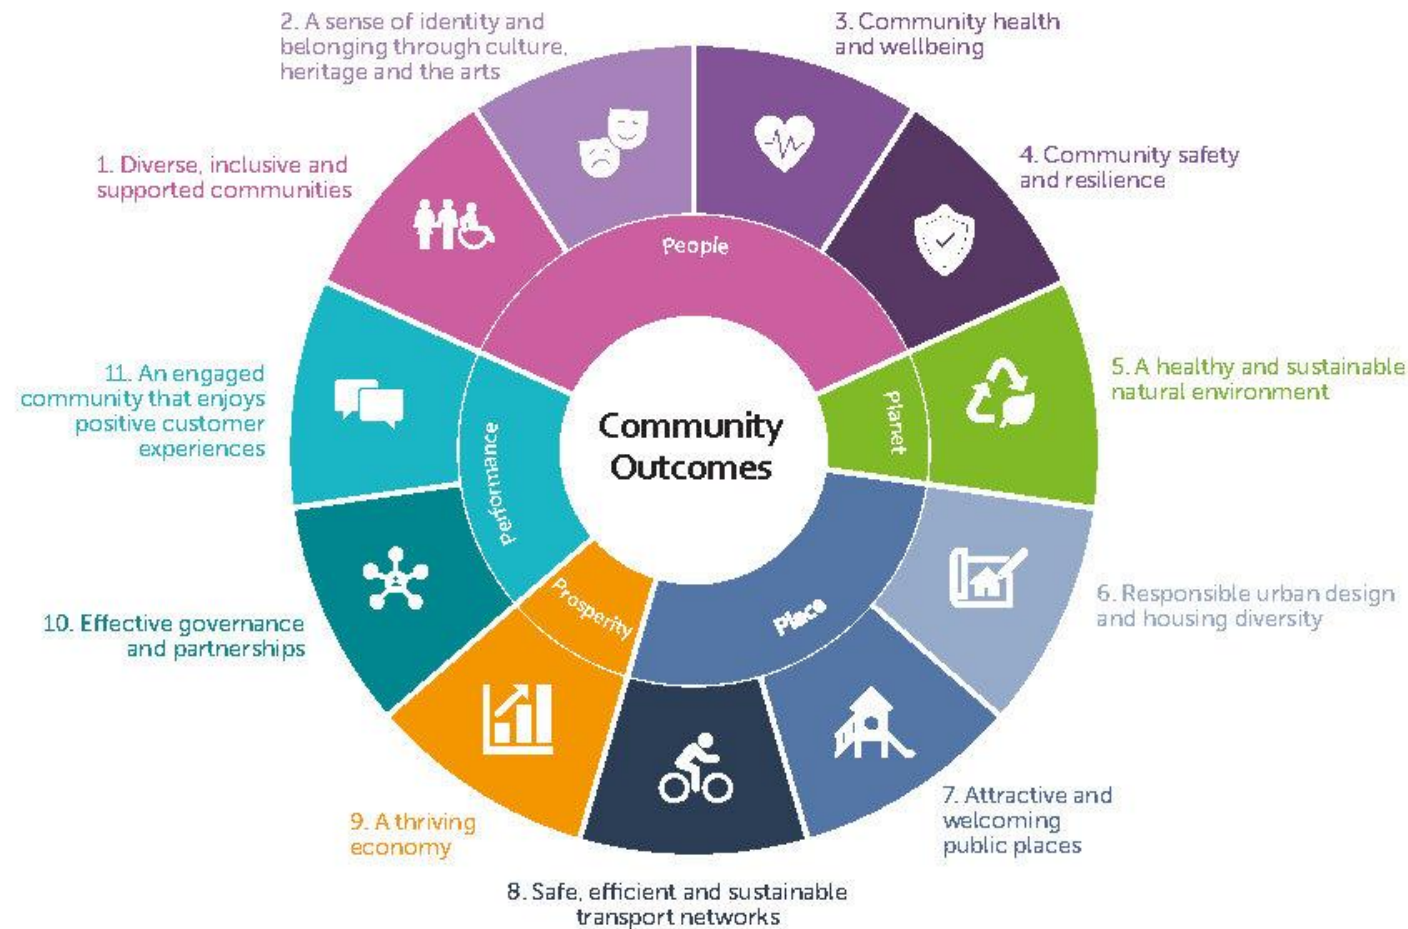 2. A sense of identity and
belonging through culture,
heritage and the arts
3. Community health
and wellbeing
1. Diverse, inclusive and
supported communities
4. Community safety
and resilience
People
11. An engaged
community that enjoys
positive customer
experiences
5. A healthy and sustainable
natural environment
Planet
Community
Outcomes
Performance
10. Effective governance
and partnerships
Prosperity
Place
6. Responsible urban design
and housing diversity
9. A thriving
economy
7. Attractive and
welcoming
public places
8. Safe, efficient and sustainable
transport networks